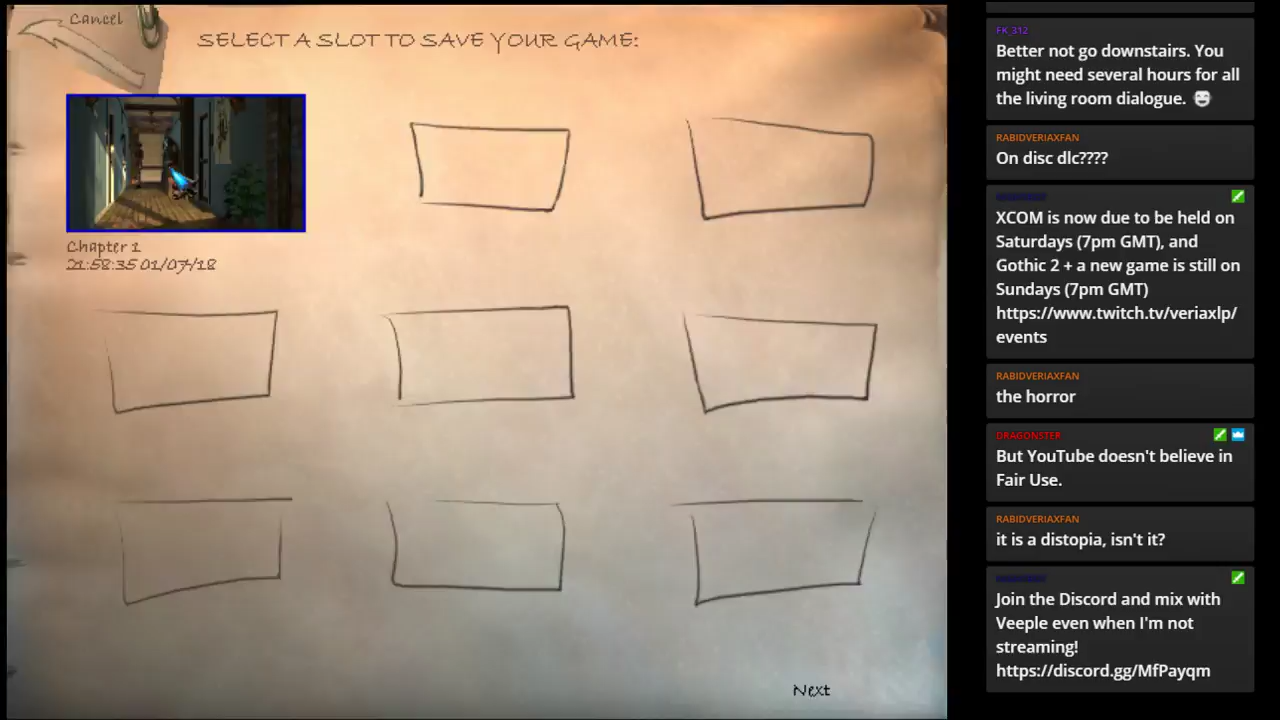 Cancel
SELECT A SLOT TO SAVE YOUR GAME:
Chapter 1
21:58:35 01/07/18
Next
FK_312
Better not go downstairs. You
might need several hours for all
the living room dialogue.
RABIDVERIAXFAN
On disc dlc????
XCOM is now due to be held on
Saturdays (7pm GMT), and
Gothic 2 + a new game is still on
Sundays (7pm GMT)
https://www.twitch.tv/veriaxlp/
events
RABIDVERIAXFAN
the horror
DRAGONSTER
But YouTube doesn't believe in
Fair Use.
RABIDVERIAXFAN
it is a distopia, isn't it?
Join the Discord and mix with
Veeple even when I'm not
streaming!
https://discord.gg/MfPayqm